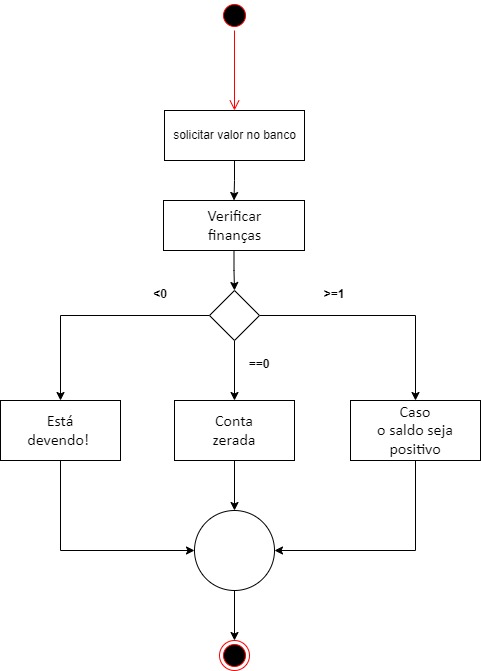 solicitar valor no banco
Verificar
finanças
<0
>=1
==0
Está
devendo!
Conta
zerada
Caso
o saldo seja
positivo